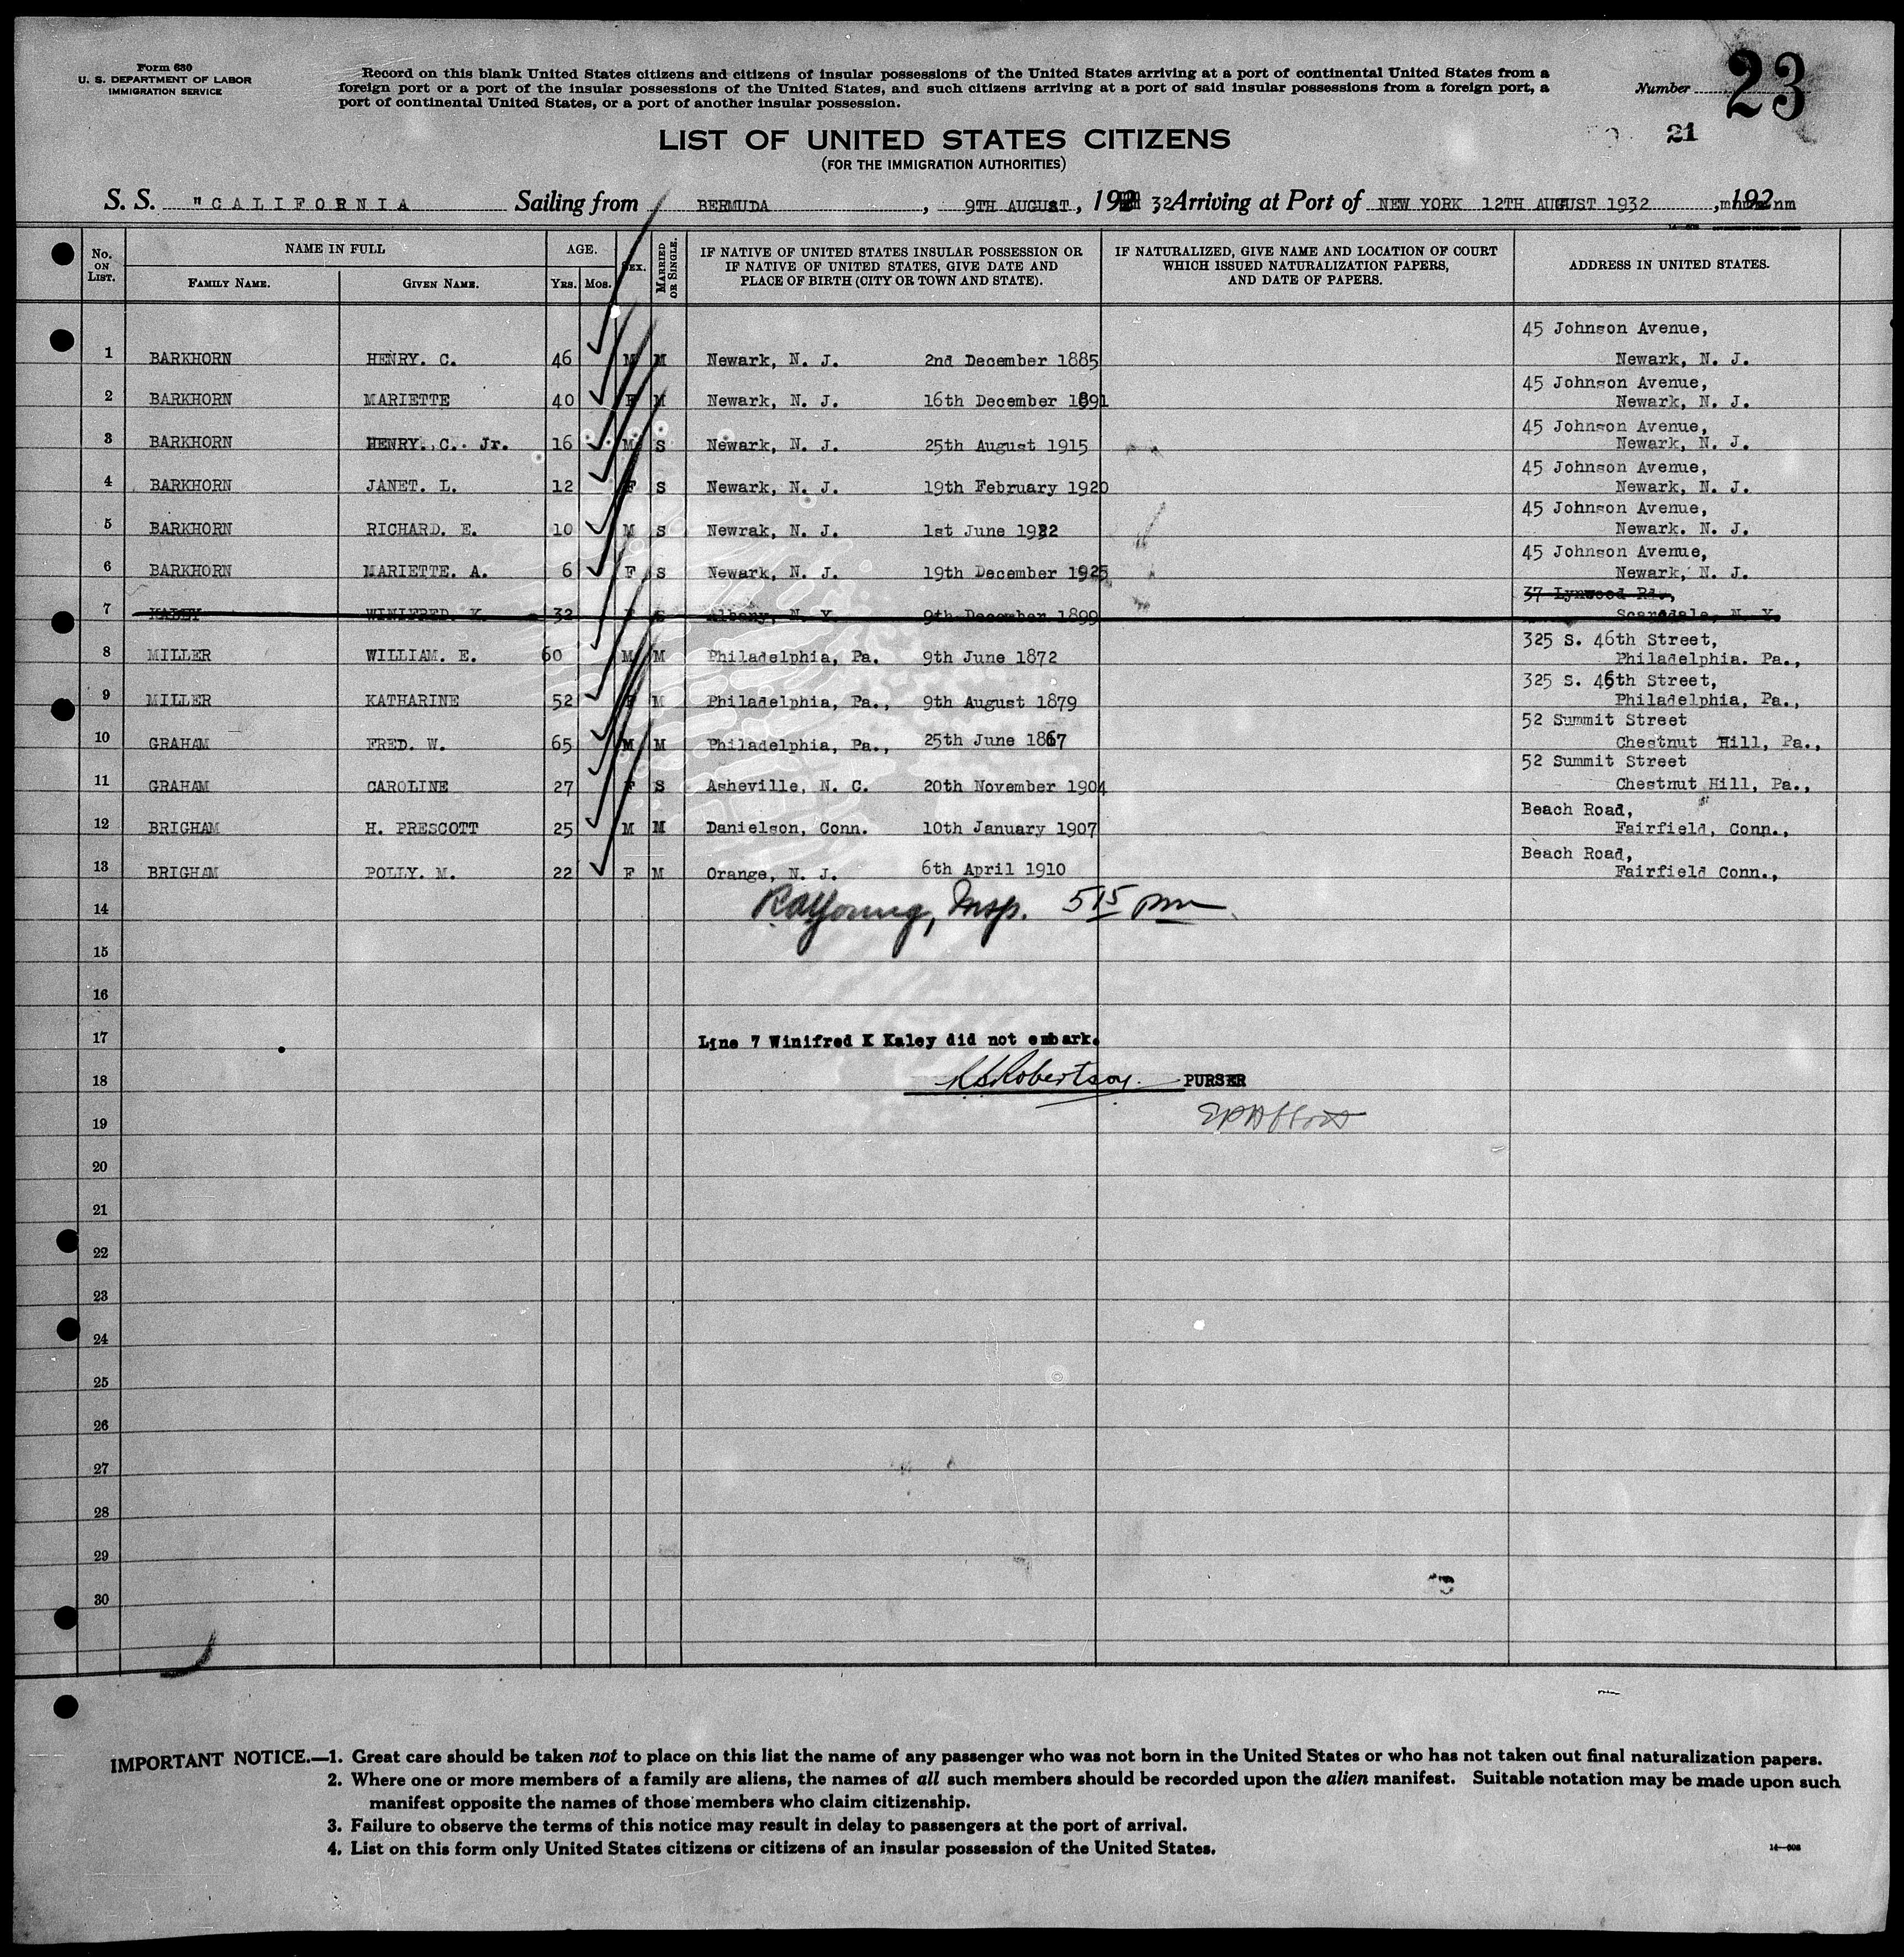 Form 630
U. S. DEPARTMENT OF LABOR
IMMIGRATION SERVICE
Record on this blank United States citizens and citizens of insular possessions of the United States arriving at a port of continental United States from a
foreign port or a port of the insular possessions of the United States, and such citizens arriving at a port of said insular possessions from a foreign port, a
port of continental United States, or a port of another insular possession.
Number 23
21
LIST OF UNITED STATES CITIZENS
(FOR THE IMMIGRATION AUTHORITIES)
S. S. "CALIFORNIA Sailing from BERMUDA, 9TH AUGUST, 192 32 Arriving at Port of NEW YORK 12TH AUGUST 1932, 192
No. ON LIST. NAME IN FULL AGE. SEX. MARRIED OR SINGLE. IF NATIVE OF UNITED STATES INSULAR POSSESSION OR IF NATIVE OF UNITED STATES, GIVE DATE AND PLACE OF BIRTH (CITY OR TOWN AND STATE). IF NATURALIZED, GIVE NAME AND LOCATION OF COURT WHICH ISSUED NATURALIZATION PAPERS, AND DATE OF PAPERS. ADDRESS IN UNITED STATES.
FAMILY NAME. GIVEN NAME. YRS. MOS.
45 Johnson Avenue,
1 BARKHORN HENRY. C. 46 M M Newark, N. J. 2nd December 1885 Newark, N. J.
45 Johnson Avenue,
2 BARKHORN MARIETTE 40 F M Newark, N. J. 16th December 1891 Newark, N. J.
45 Johnson Avenue,
3 BARKHORN HENRY. C. Jr. 16 M S Newark, N. J. 25th August 1915 Newark, N. J.
45 Johnson Avenue,
4 BARKHORN JANET. L. 12 F S Newark, N. J. 19th February 1920 Newark, N. J.
45 Johnson Avenue,
5 BARKHORN RICHARD. E. 10 M S Newrak, N. J. 1st June 1922 Newark. N. J.
45 Johnson Avenue,
6 BARKHORN MARIETTE. A. 6 F S Newark, N. J. 19th December 1925 Newark, N. J.
37 Lynwood Rd.,
7 KALEY WINIFRED. K. 32 F S Albany, N. Y. 9th December 1899 Scarsdale, N. Y.
325 S. 46th Street,
8 MILLER WILLIAM. E. 60 M M Philadelphia, Pa. 9th June 1872 Philadelphia. Pa.,
325 S. 46th Street,
9 MILLER KATHARINE 52 F M Philadelphia, Pa., 9th August 1879 Philadelphia, Pa.,
52 Summit Street
10 GRAHAM FRED. W. 65 M M Philadelphia, Pa., 25th June 1867 Chestnut Hill, Pa.,
52 Summit Street
11 GRAHAM CAROLINE 27 F S Asheville, N. C. 20th November 1904 Chestnut Hill, Pa.,
Beach Road,
12 BRIGHAM H. PRESCOTT 25 M M Danielson, Conn. 10th January 1907 Fairfield, Conn.,
Beach Road,
13 BRIGHAM POLLY. M. 22 F M Orange, N. J. 6th April 1910 Fairfield Conn.,
14 RAYoung, Insp. 515 pm
15
16
17 Line 7 Winifred K Kaley did not embark.
18 Robertson. PURSER
19
20
21
22
23
24
25
26
27
28
29
30
IMPORTANT NOTICE.—1. Great care should be taken not to place on this list the name of any passenger who was not born in the United States or who has not taken out final naturalization papers.
2. Where one or more members of a family are aliens, the names of all such members should be recorded upon the alien manifest. Suitable notation may be made upon such
manifest opposite the names of those members who claim citizenship.
3. Failure to observe the terms of this notice may result in delay to passengers at the port of arrival.
4. List on this form only United States citizens or citizens of an insular possession of the United States.